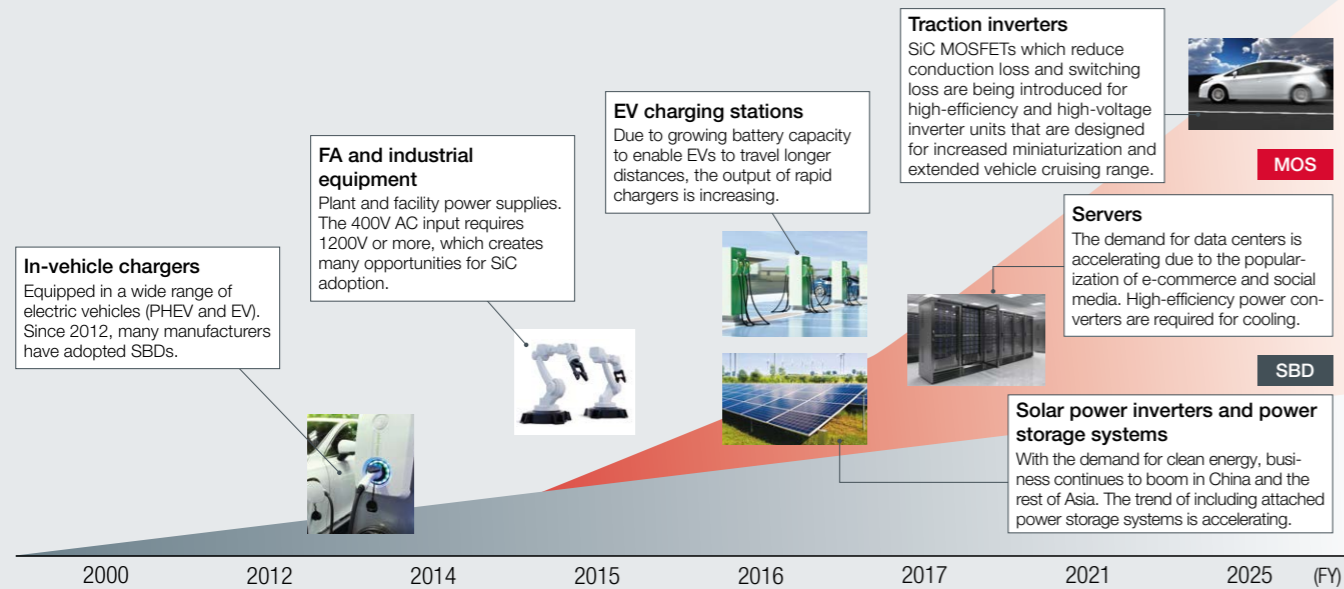 In-vehicle chargers
Equipped in a wide range of
electric vehicles (PHEV and EV).
Since 2012, many manufacturers
have adopted SBDs.
FA and industrial
equipment
Plant and facility power supplies.
The 400V AC input requires
1200V or more, which creates
many opportunities for SiC
adoption.
EV charging stations
Due to growing battery capacity
to enable EVs to travel longer
distances, the output of rapid
chargers is increasing.
Traction inverters
SiC MOSFETs which reduce
conduction loss and switching
loss are being introduced for
high-efficiency and high-voltage
inverter units that are designed
for increased miniaturization and
extended vehicle cruising range.
MOS
Servers
The demand for data centers is
accelerating due to the popular-
ization of e-commerce and social
media. High-efficiency power con-
verters are required for cooling.
SBD
Solar power inverters and power
storage systems
With the demand for clean energy, busi-
ness continues to boom in China and the
rest of Asia. The trend of including attached
power storage systems is accelerating.
2000 2012 2014 2015 2016 2017 2021 2025 (FY)